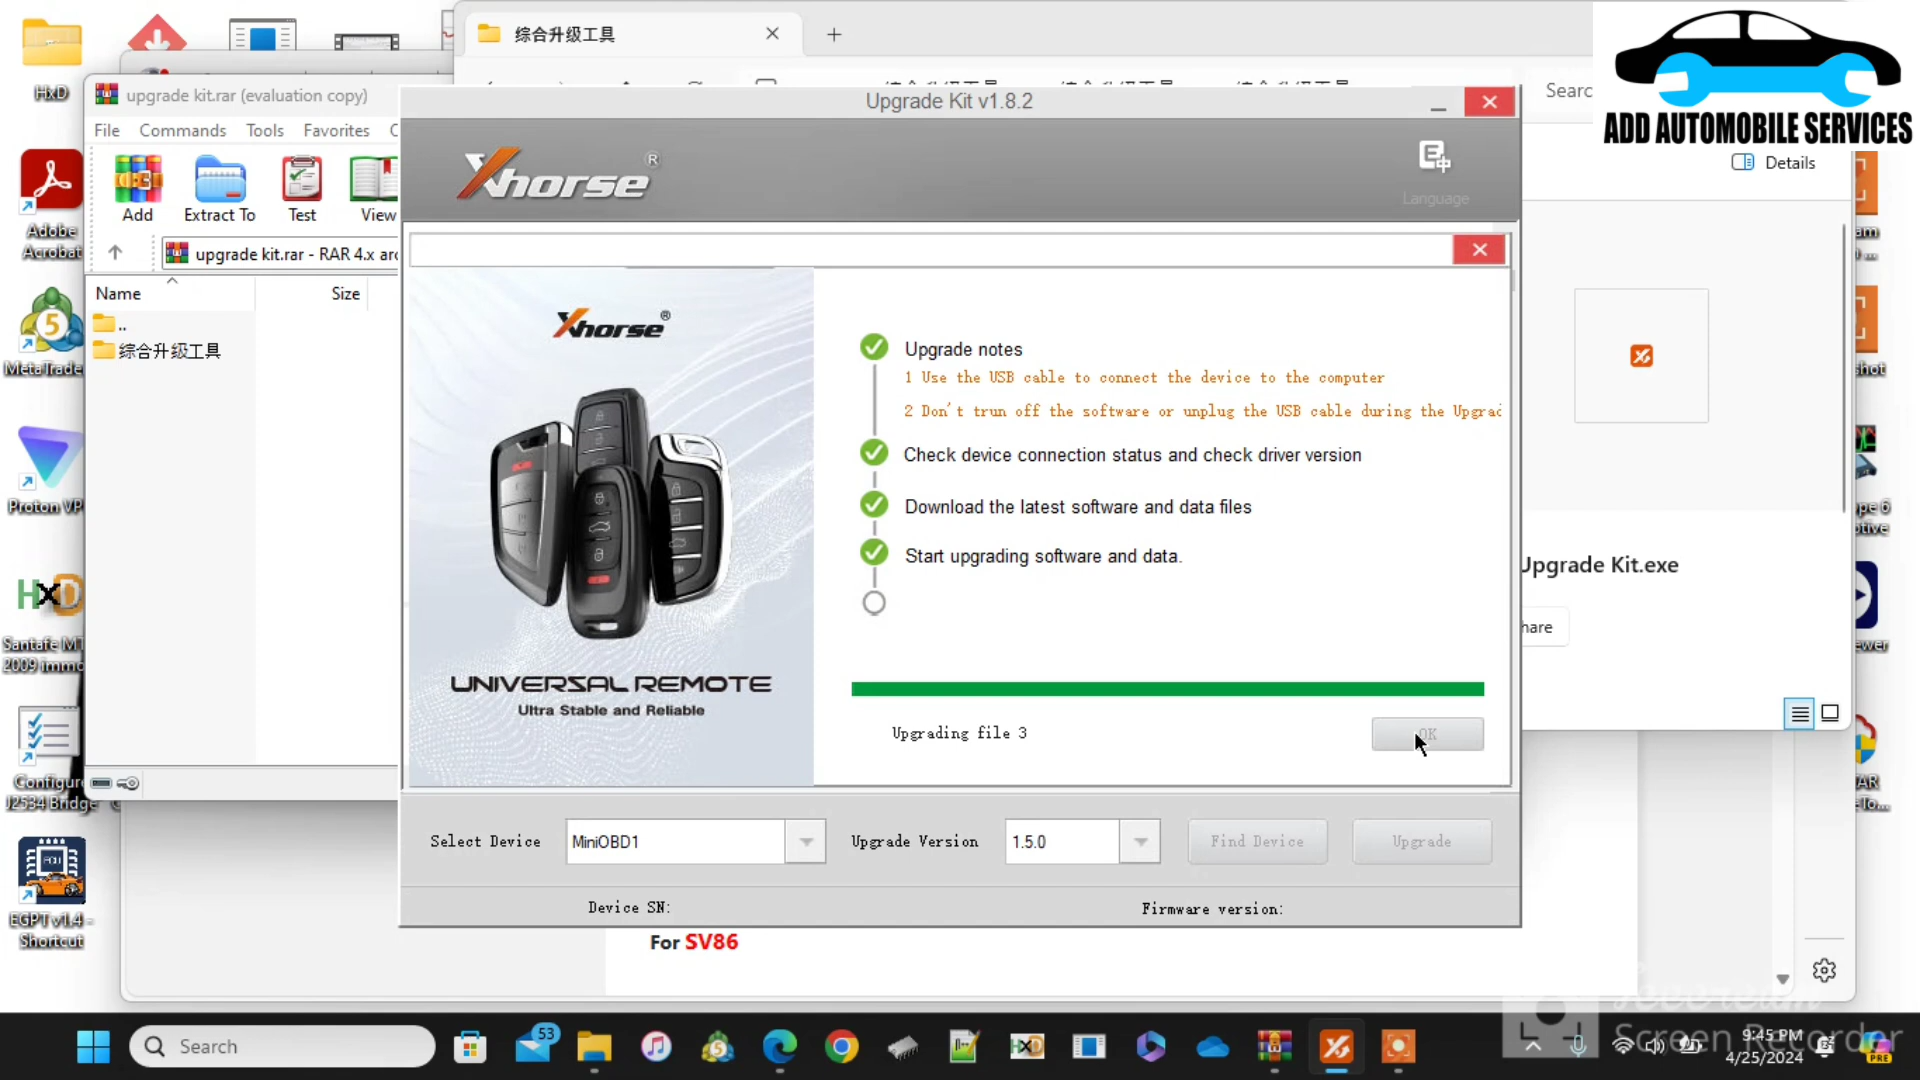 综合升级工具
HxD
upgrade kit.rar (evaluation copy)
File Commands Tools Favorites
Add
Extract To
Test
View
upgrade kit.rar - RAR 4.x
Name
Size
..
综合升级工具
Adobe
Acrobat
MetaTrade
Proton VP
Santafe MT
2009 immo
Configure
J2534 Bridge
EGPT v1.4 -
Shortcut
Upgrade Kit v1.8.2
Xhorse®
Language
Xhorse®
UNIVERSAL REMOTE
Ultra Stable and Reliable
Upgrade notes
1 Use the USB cable to connect the device to the computer
2 Don't trun off the software or unplug the USB cable during the Upgrad
Check device connection status and check driver version
Download the latest software and data files
Start upgrading software and data.
Upgrading file 3
OK
Select Device
MiniOBD1
Upgrade Version
1.5.0
Find Device
Upgrade
Device SN:
Firmware version:
For SV86
Searc
ADD AUTOMOBILE SERVICES
Details
Upgrade Kit.exe
hare
Search
53
Screen Recorder
9:45 PM
4/25/2024
PRE